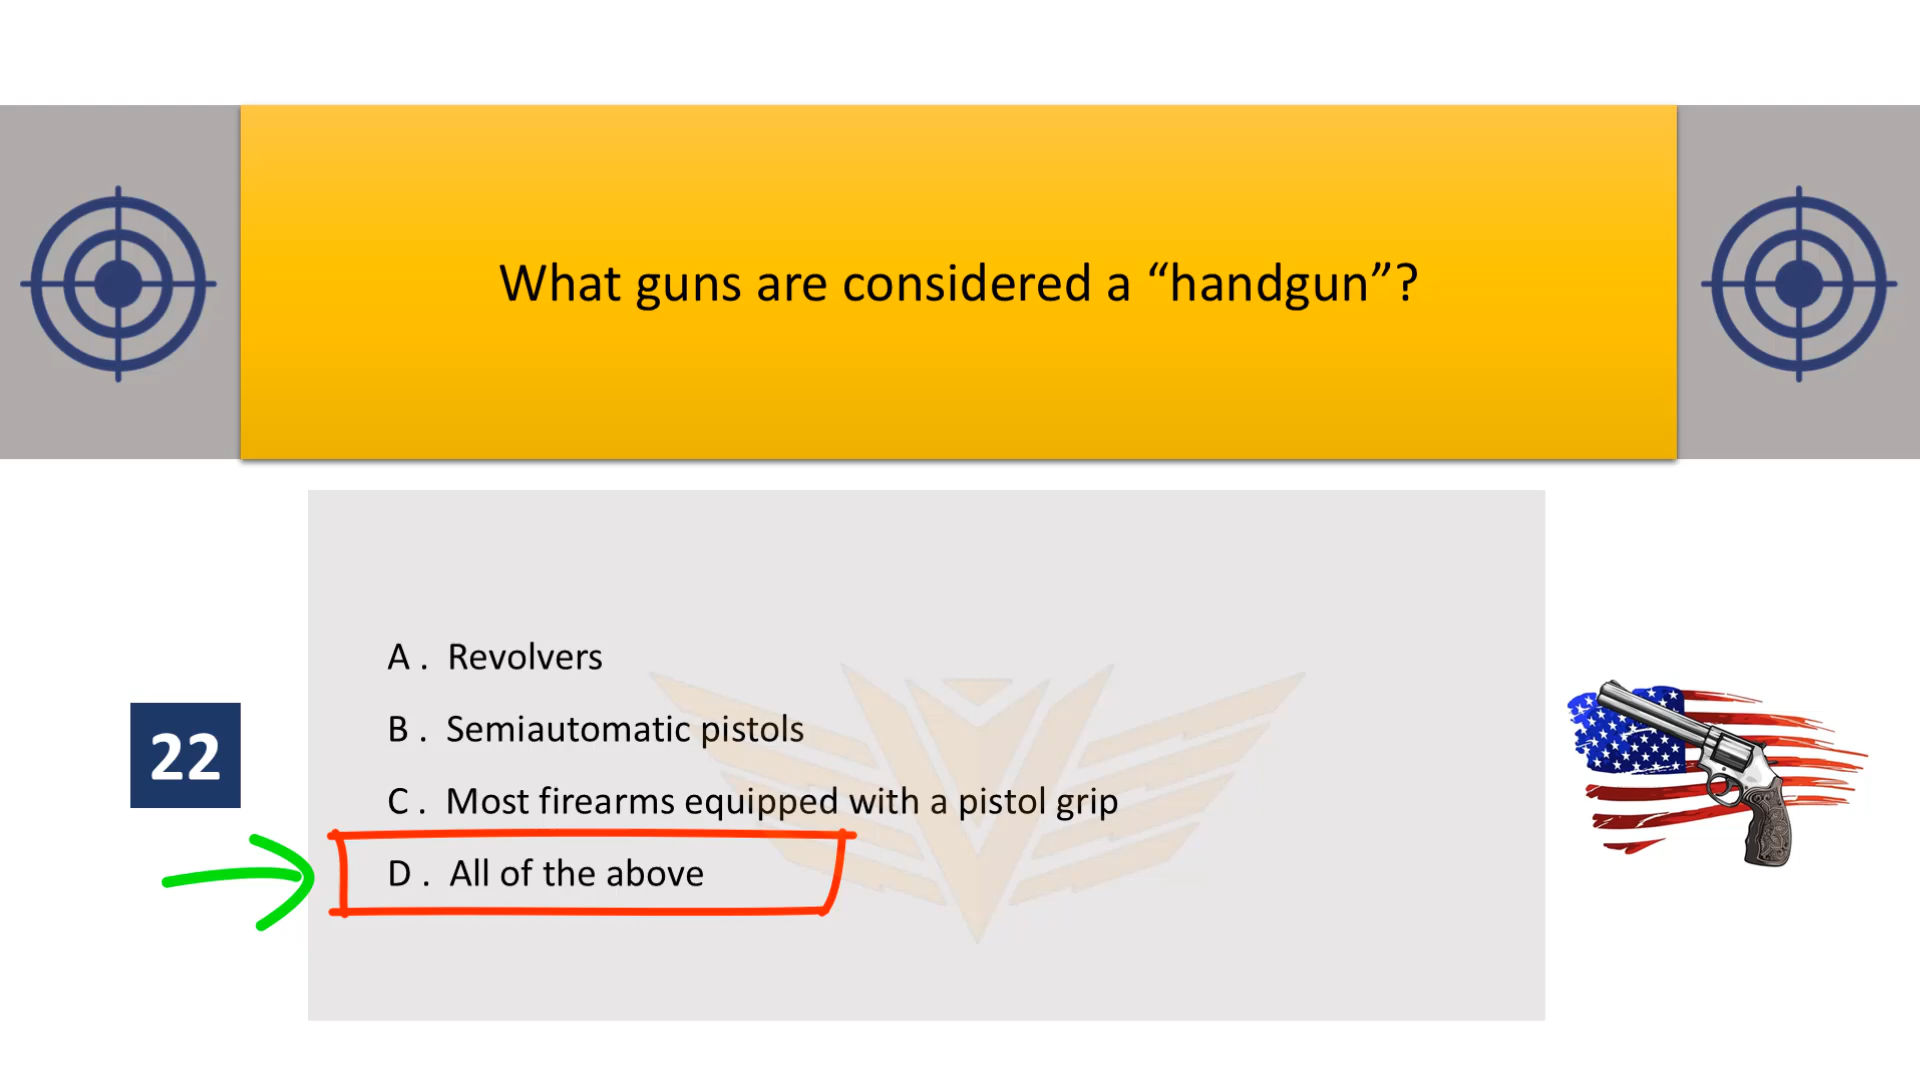 What guns are considered a “handgun”?
A . Revolvers
B . Semiautomatic pistols
22
C . Most firearms equipped with a pistol grip
D . All of the above